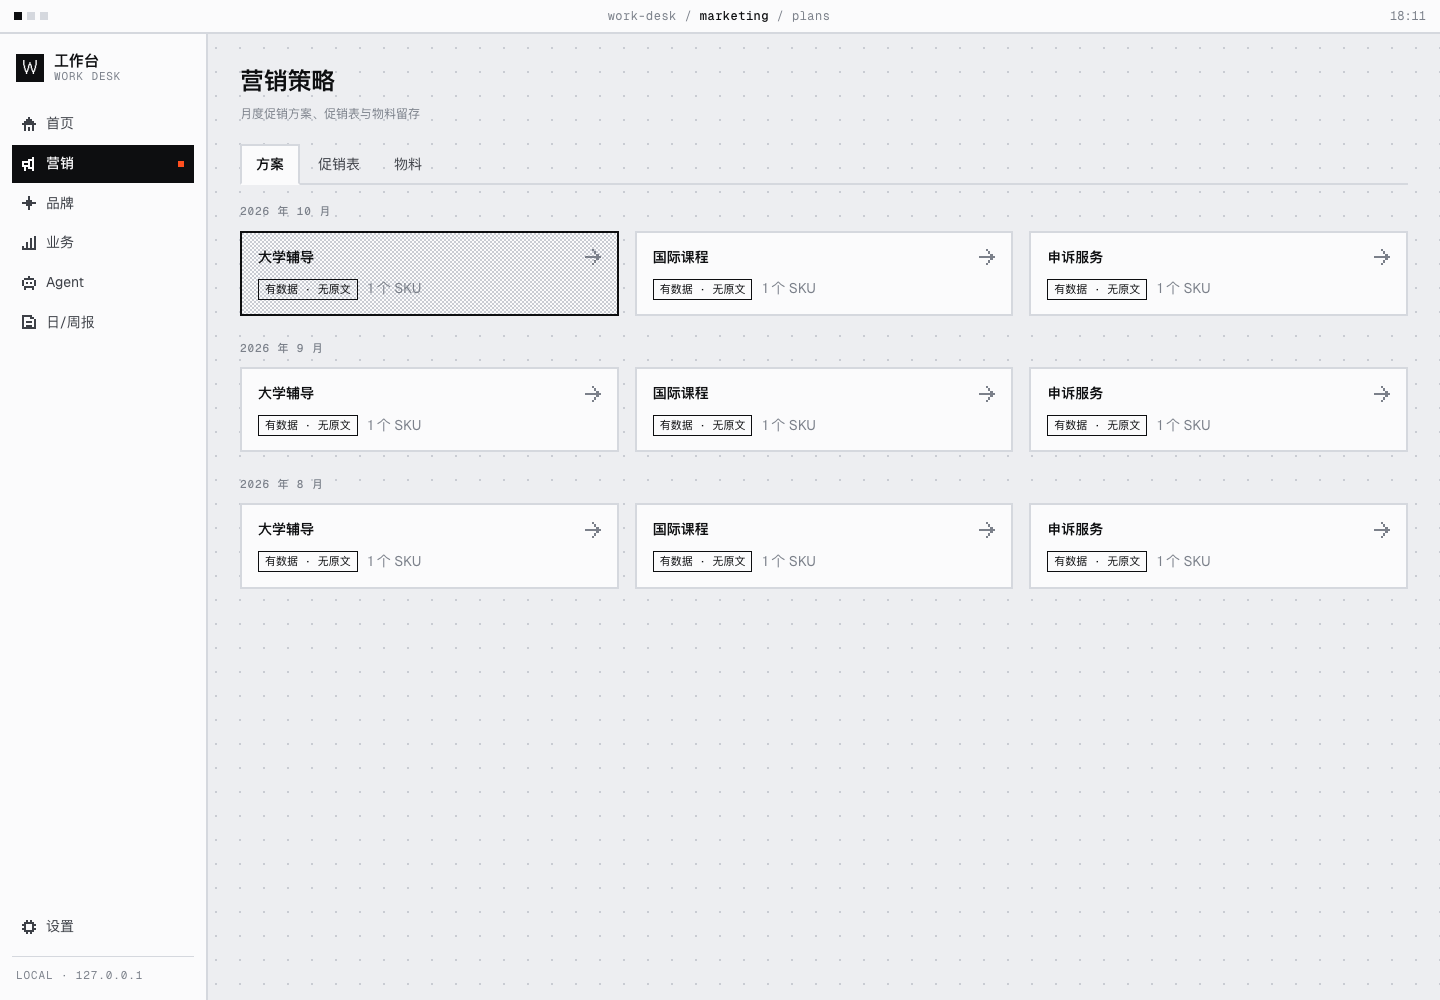 work-desk / marketing / plans
18:11
W
工作台
WORK DESK
首页
营销
品牌
业务
Agent
日/周报
设置
LOCAL · 127.0.0.1
营销策略
月度促销方案、促销表与物料留存
方案 促销表 物料
2026 年 10 月
大学辅导
有数据 · 无原文 1 个 SKU
国际课程
有数据 · 无原文 1 个 SKU
申诉服务
有数据 · 无原文 1 个 SKU
2026 年 9 月
大学辅导
有数据 · 无原文 1 个 SKU
国际课程
有数据 · 无原文 1 个 SKU
申诉服务
有数据 · 无原文 1 个 SKU
2026 年 8 月
大学辅导
有数据 · 无原文 1 个 SKU
国际课程
有数据 · 无原文 1 个 SKU
申诉服务
有数据 · 无原文 1 个 SKU